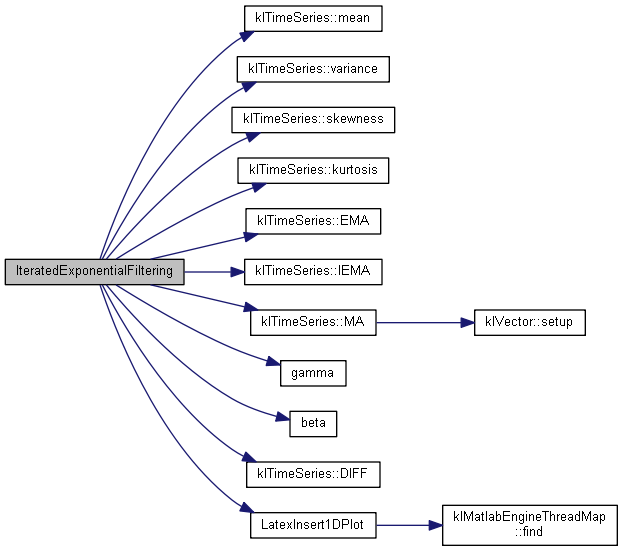 klTimeSeries::mean
klTimeSeries::variance
klTimeSeries::skewness
klTimeSeries::kurtosis
klTimeSeries::EMA
IteratedExponentialFiltering
klTimeSeries::IEMA
klTimeSeries::MA
klVector::setup
gamma
beta
klTimeSeries::DIFF
LatexInsert1DPlot
klMatlabEngineThreadMap
::find